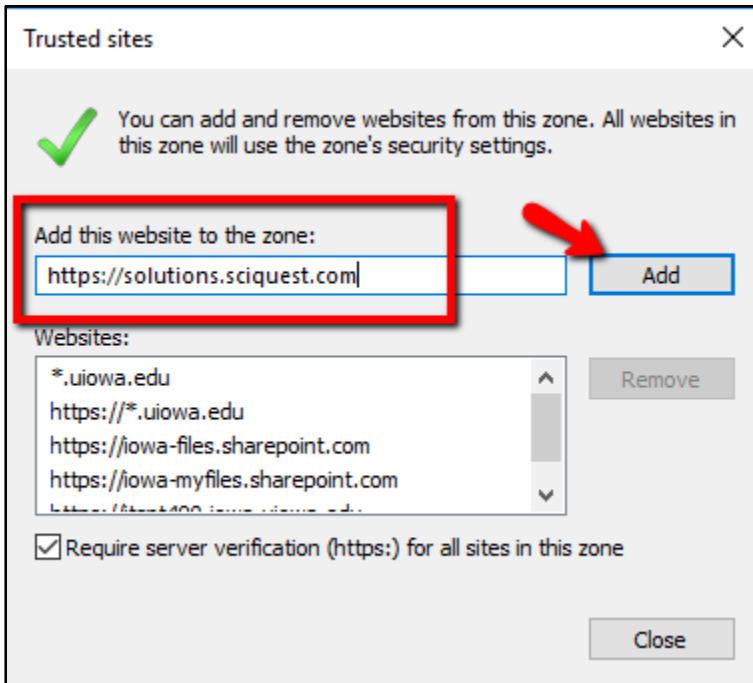 Trusted sites
You can add and remove websites from this zone. All websites in
this zone will use the zone's security settings.
Add this website to the zone:
https://solutions.sciquest.com
Add
Websites:
*.uiowa.edu
Remove
https://*.uiowa.edu
https://iowa-files.sharepoint.com
https://iowa-myfiles.sharepoint.com
Require server verification (https:) for all sites in this zone
Close